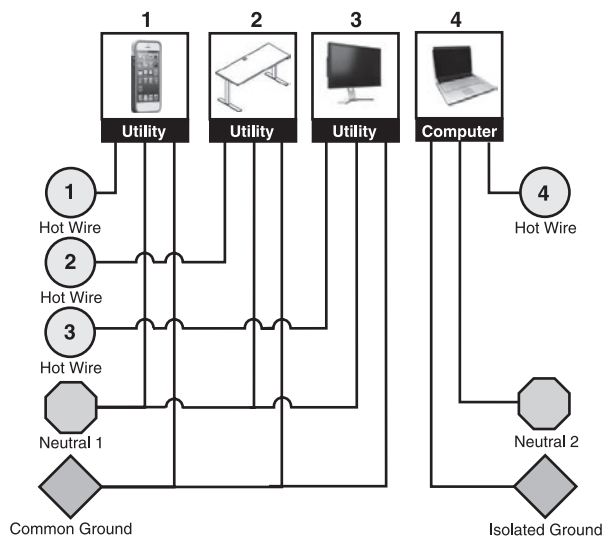 1 2 3 4
Utility Utility Utility Computer
1 4
Hot Wire Hot Wire
2
Hot Wire
3
Hot Wire
Neutral 1 Neutral 2
Common Ground Isolated Ground